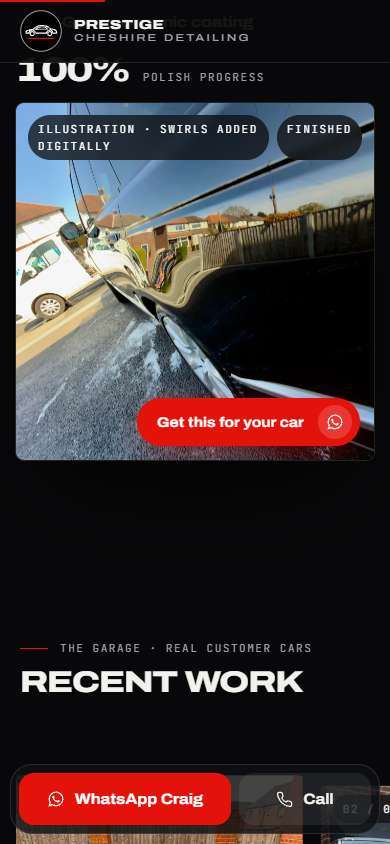 PRESTIGE
CHESHIRE DETAILING
100% POLISH PROGRESS
ILLUSTRATION · SWIRLS ADDED
DIGITALLY
FINISHED
Get this for your car
THE GARAGE · REAL CUSTOMER CARS
RECENT WORK
WhatsApp Craig
Call
02 /